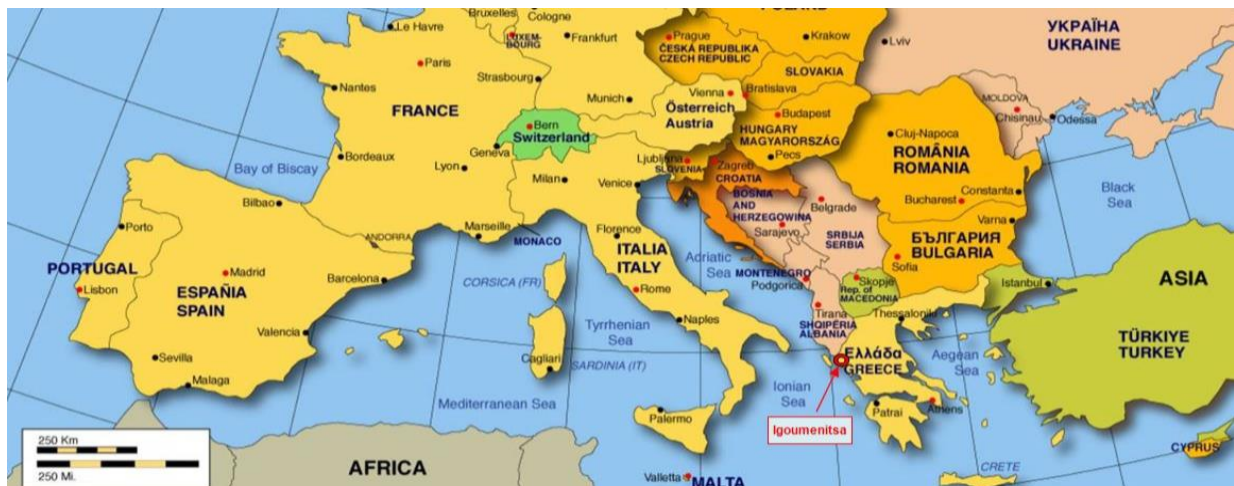 POLAND
Bruxelles
Cologne
Le Havre
LUXEM-
BOURG
Frankfurt
Prague
ČESKÁ REPUBLIKA
CZECH REPUBLIC
Krakow
Lviv
УКРАЇНА
UKRAINE
Paris
Strasbourg
SLOVAKIA
Nantes
Munich
Vienna
Bratislava
Österreich
Austria
MOLDOVA
Chisinau
Odessa
FRANCE
Bern
Switzerland
Geneva
Budapest
HUNGARY
MAGYARORSZÁG
Cluj-Napoca
ROMÂNIA
ROMANIA
Bay of Biscay
Bordeaux
Lyon
Milan
Venice
Ljubljana
SLOVENIA
Zagreb
CROATIA
Pecs
Constanta
Black
Sea
Bilbao
BOSNIA
AND
HERZEGOWINA
Belgrade
Bucharest
Varna
Porto
ANDORRA
Marseille
MONACO
Florence
ITALIA
ITALY
Sarajevo
SRBIJA
SERBIA
БЪЛГАРИЯ
BULGARIA
Sofia
PORTUGAL
Lisbon
Madrid
Barcelona
ESPAÑIA
SPAIN
CORSICA (FR)
Rome
Adriatic
Sea
MONTENEGRO
Podgorica
Skopje
Rep. of
MACEDONIA
Istanbul
ASIA
Valencia
Naples
Tirana
SHQIPËRIA
ALBANIA
Thessaloniki
Tyrrhenian
Sea
TÜRKIYE
TURKEY
Sevilla
Malaga
Cagliari
SARDINIA (IT)
Ελλάδα
GREECE
Aegean
Sea
Mediterranean Sea
Palermo
Ionian
Sea
Patrai
Athens
Igoumenitsa
250 Km
250 Mi.
AFRICA
Valletta
MALTA
CRETE
CYPRUS